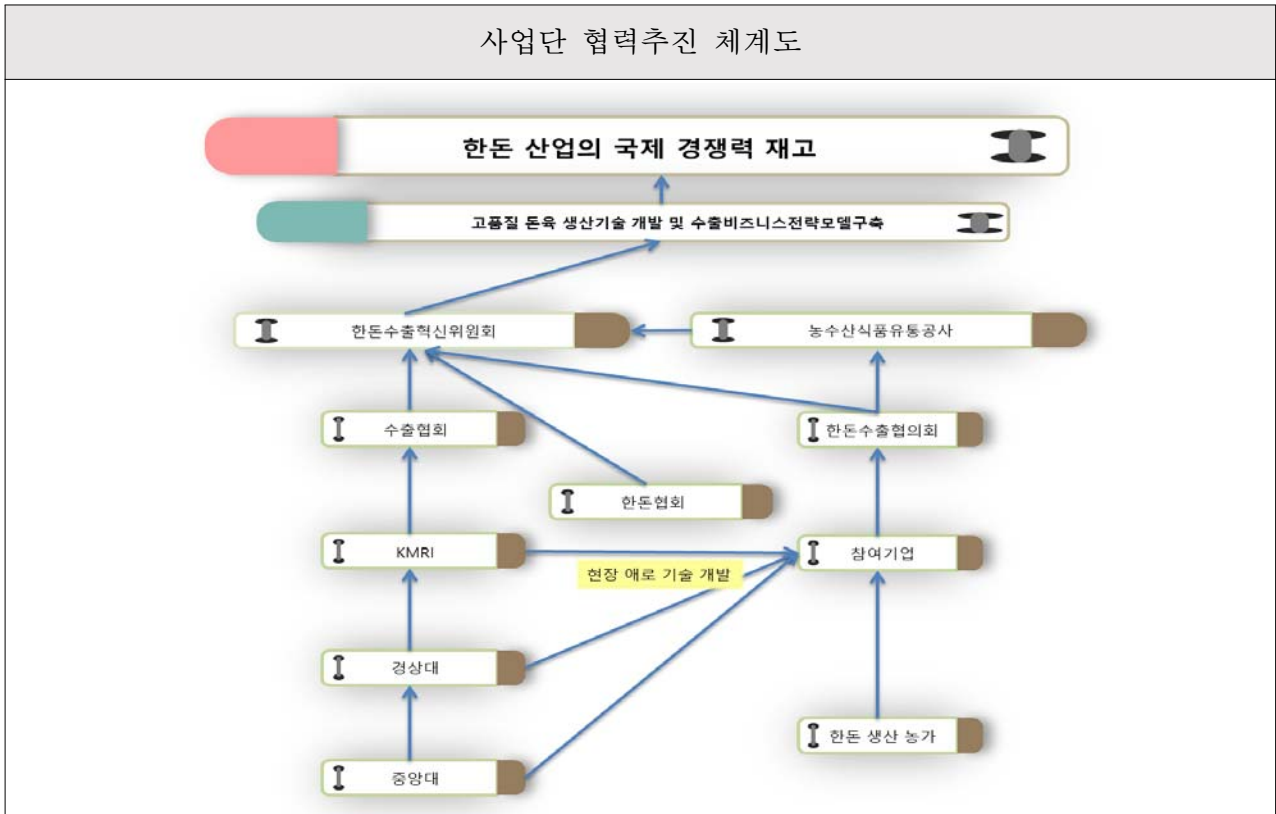 사업단 협력추진 체계도
한돈 산업의 국제 경쟁력 재고
고품질 돈육 생산기술 개발 및 수출비즈니스전략모델구축
한돈수출혁신위원회
농수산식품유통공사
수출협회
한돈수출협의회
한돈협회
KMRI
참여기업
현장 애로 기술 개발
경상대
한돈 생산 농가
중앙대